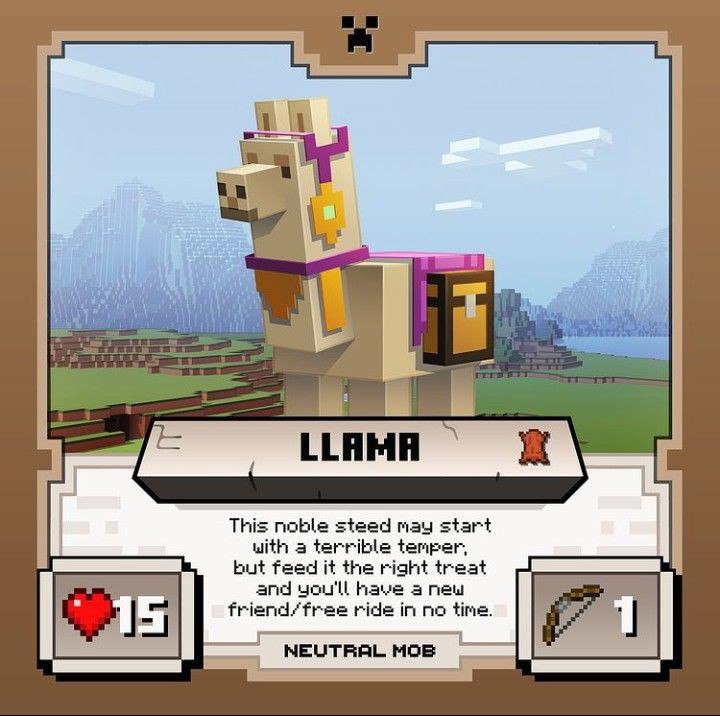 LLAMA
This noble steed may start
with a terrible temper,
but feed it the right treat
and you'll have a new
friend/free ride in no time.
15
1
NEUTRAL MOB